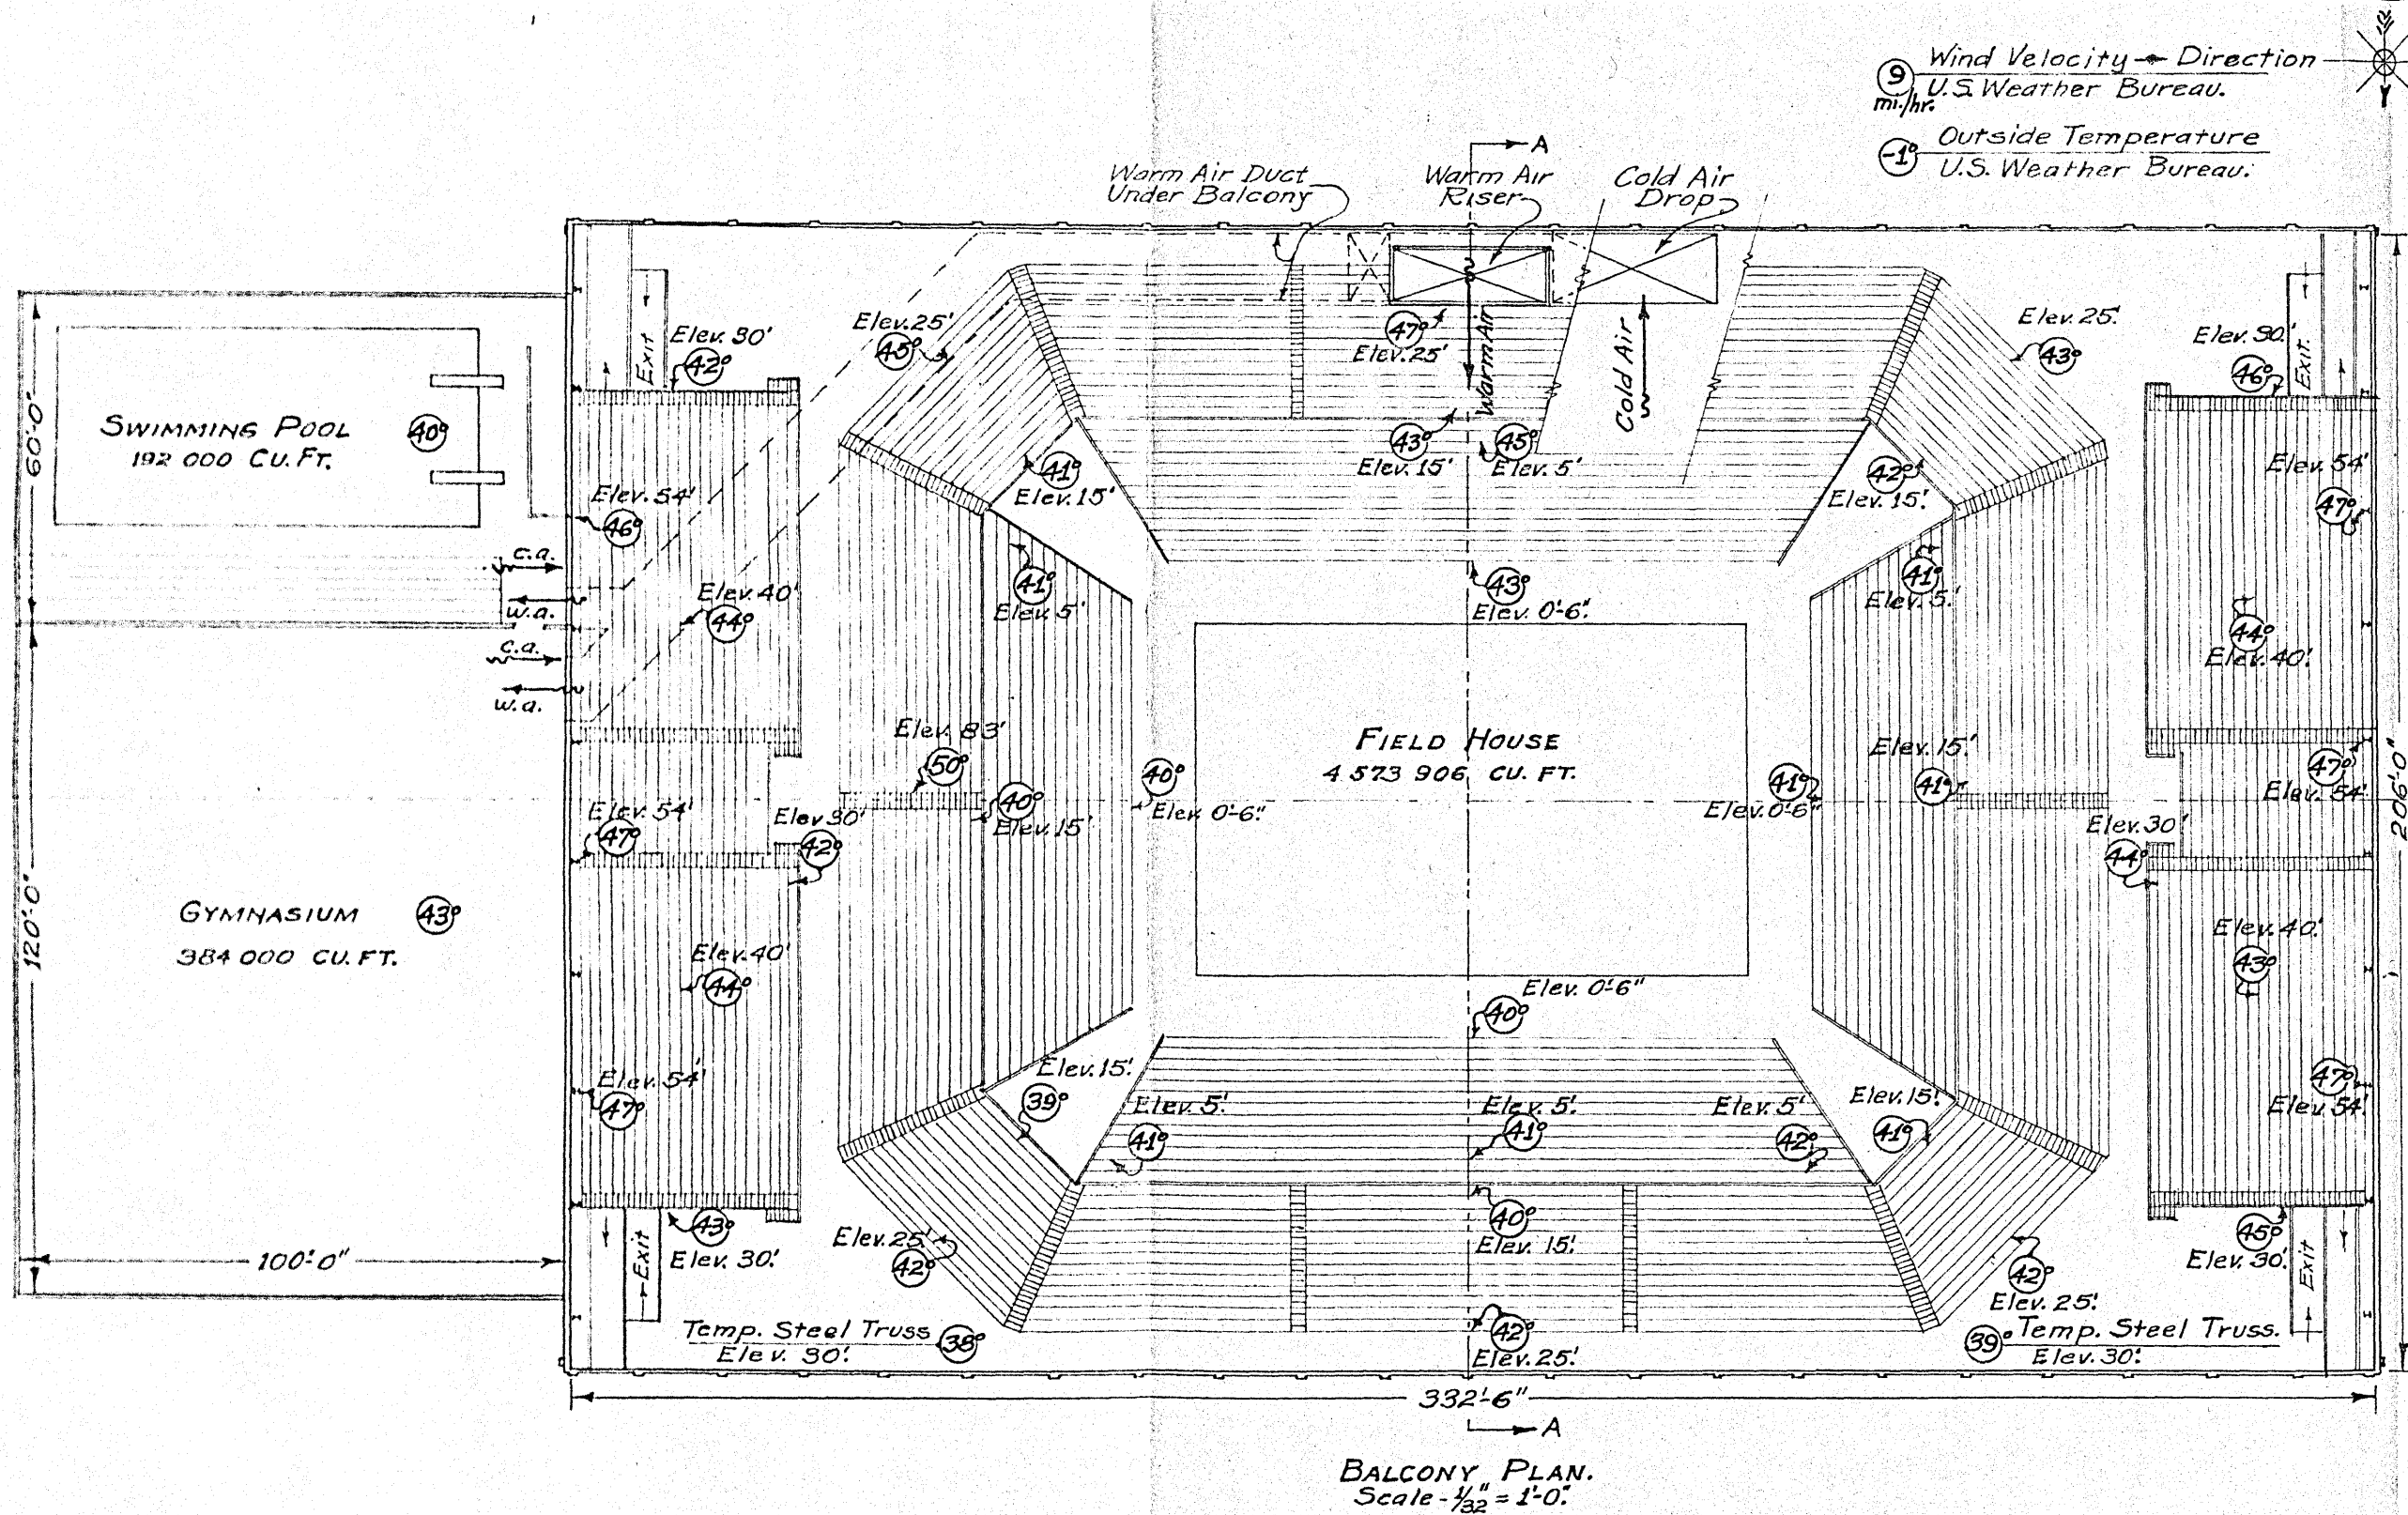 Wind Velocity Direction
9 mi./hr. U.S. Weather Bureau.
-1° Outside Temperature
U.S. Weather Bureau.
A
Warm Air Duct
Under Balcony
Warm Air
Riser
Cold Air
Drop
Exit
Elev. 30'
42°
Elev. 25'
45°
47°
Elev. 25'
Warm Air
Cold Air
Elev. 25'
43°
Elev. 30'
46°
Exit
60'-0"
SWIMMING POOL
192 000 CU. FT.
40°
43°
Elev. 15'
45°
Elev. 5'
41°
Elev. 15'
42°
Elev. 15'
Elev. 54'
47°
Elev. 54'
46°
c.a.
w.a.
c.a.
w.a.
Elev. 40'
44°
41°
Elev. 5'
43°
Elev. 0'-6"
41°
Elev. 5'
44°
Elev. 40'
Elev. 83'
50°
40°
Elev. 15'
40°
Elev. 0'-6"
FIELD HOUSE
4 573 906 CU. FT.
41°
Elev. 0'-6"
Elev. 15'
41°
47°
Elev. 54'
206'-0"
Elev. 54'
47°
Elev 30'
42°
Elev. 30'
44°
120'-0"
GYMNASIUM
384 000 CU. FT.
43°
Elev. 40'
44°
Elev. 40'
43°
Elev. 0'-6"
40°
Elev. 54'
47°
Elev. 15'
39°
Elev. 5'
41°
Elev. 5'
41°
Elev. 5'
42°
Elev. 15'
41°
47°
Elev. 54'
100'-0"
Exit
43°
Elev. 30'
Elev. 25'
42°
40°
Elev. 15'
42°
Elev. 25'
45°
Elev. 30'
Exit
Temp. Steel Truss 38°
Elev. 30'
42°
Elev. 25'
39° Temp. Steel Truss.
Elev. 30'
332'-6"
A
BALCONY PLAN.
Scale - 1/32" = 1'-0"